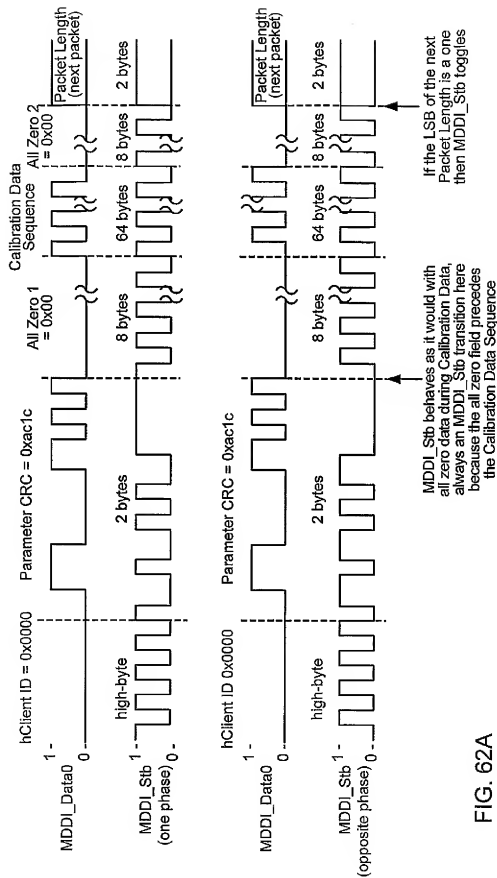 hClient ID = 0x0000
Parameter CRC = 0xac1c
All Zero 1
= 0x00
Calibration Data
Sequence
All Zero 2
= 0x00
MDDI_Data0
1 -
0 -
Packet Length
(next packet)
MDDI_Stb
(one phase)
1 -
0 -
high-byte
2 bytes
8 bytes
64 bytes
8 bytes
2 bytes
hClient ID 0x0000
Parameter CRC = 0xac1c
MDDI_Data0
1 -
0 -
Packet Length
(next packet)
MDDI_Stb
(opposite phase)
1 -
0 -
high-byte
2 bytes
8 bytes
64 bytes
8 bytes
2 bytes
MDDI_Stb behaves as it would with
all zero data during Calibration Data,
always an MDDI_Stb transition here
because the all zero field precedes
the Calibration Data Sequence
If the LSB of the next
Packet Length is a one
then MDDI_Stb toggles
FIG. 62A